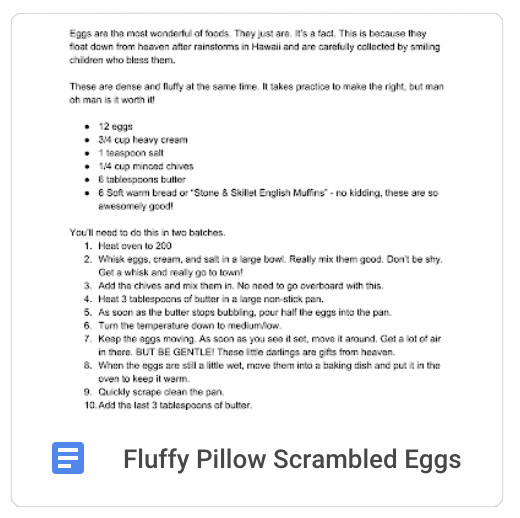 Eggs are the most wonderful of foods. They just are. It's a fact. This is because they
float down from heaven after rainstorms in Hawaii and are carefully collected by smiling
children who bless them.
These are dense and fluffy at the same time. It takes practice to make the right, but man
oh man is it worth it!
● 12 eggs
● 3/4 cup heavy cream
● 1 teaspoon salt
● 1/4 cup minced chives
● 6 tablespoons butter
● 6 Soft warm bread or "Stone & Skillet English Muffins" - no kidding, these are so
awesomely good!
You'll need to do this in two batches.
1. Heat oven to 200
2. Whisk eggs, cream, and salt in a large bowl. Really mix them good. Don't be shy.
Get a whisk and really go to town!
3. Add the chives and mix them in. No need to go overboard with this.
4. Heat 3 tablespoons of butter in a large non-stick pan.
5. As soon as the butter stops bubbling, pour half the eggs into the pan.
6. Turn the temperature down to medium/low.
7. Keep the eggs moving. As soon as you see it set, move it around. Get a lot of air
in there. BUT BE GENTLE! These little darlings are gifts from heaven.
8. When the eggs are still a little wet, move them into a baking dish and put it in the
oven to keep it warm.
9. Quickly scrape clean the pan.
10. Add the last 3 tablespoons of butter.
Fluffy Pillow Scrambled Eggs